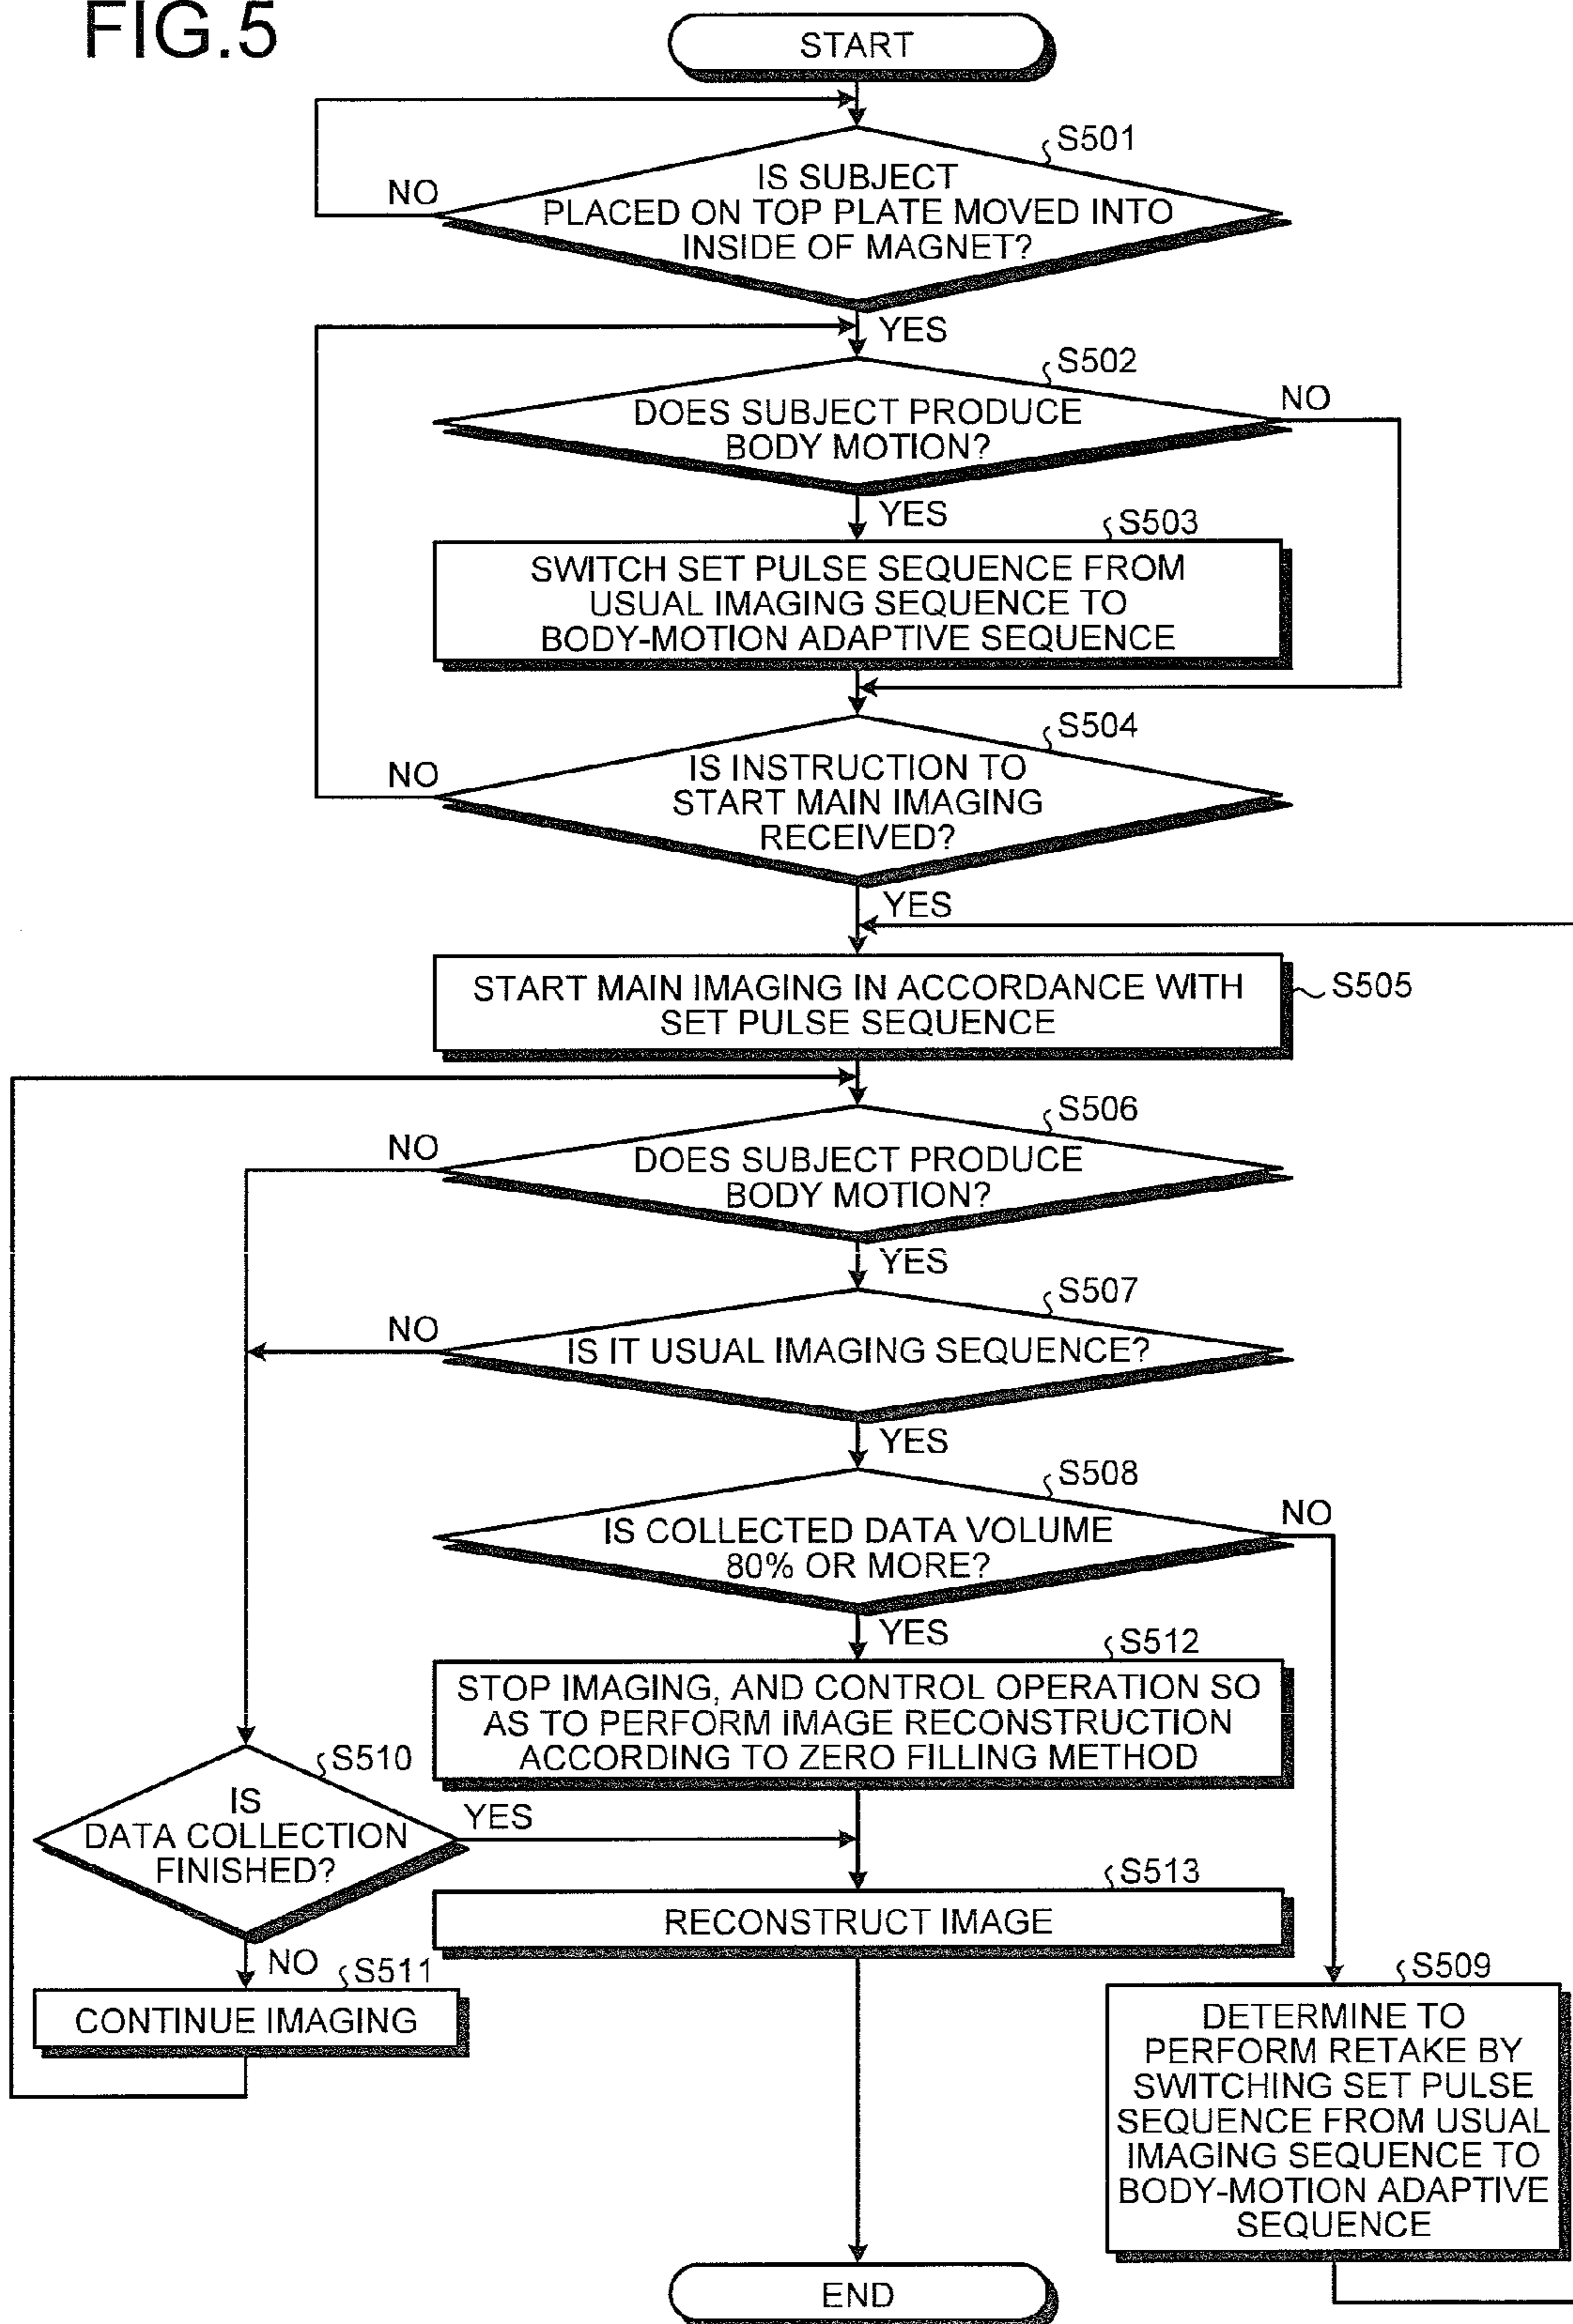 FIG.5
START
S501
IS SUBJECT
PLACED ON TOP PLATE MOVED INTO
INSIDE OF MAGNET?
NO
YES
S502
DOES SUBJECT PRODUCE
BODY MOTION?
NO
YES
S503
SWITCH SET PULSE SEQUENCE FROM
USUAL IMAGING SEQUENCE TO
BODY-MOTION ADAPTIVE SEQUENCE
S504
IS INSTRUCTION TO
START MAIN IMAGING
RECEIVED?
NO
YES
START MAIN IMAGING IN ACCORDANCE WITH
SET PULSE SEQUENCE
S505
S506
DOES SUBJECT PRODUCE
BODY MOTION?
NO
YES
S507
IS IT USUAL IMAGING SEQUENCE?
NO
YES
S508
IS COLLECTED DATA VOLUME
80% OR MORE?
NO
YES
S512
STOP IMAGING, AND CONTROL OPERATION SO
AS TO PERFORM IMAGE RECONSTRUCTION
ACCORDING TO ZERO FILLING METHOD
S510
IS
DATA COLLECTION
FINISHED?
YES
NO
S513
RECONSTRUCT IMAGE
S511
CONTINUE IMAGING
S509
DETERMINE TO
PERFORM RETAKE BY
SWITCHING SET PULSE
SEQUENCE FROM USUAL
IMAGING SEQUENCE TO
BODY-MOTION ADAPTIVE
SEQUENCE
END